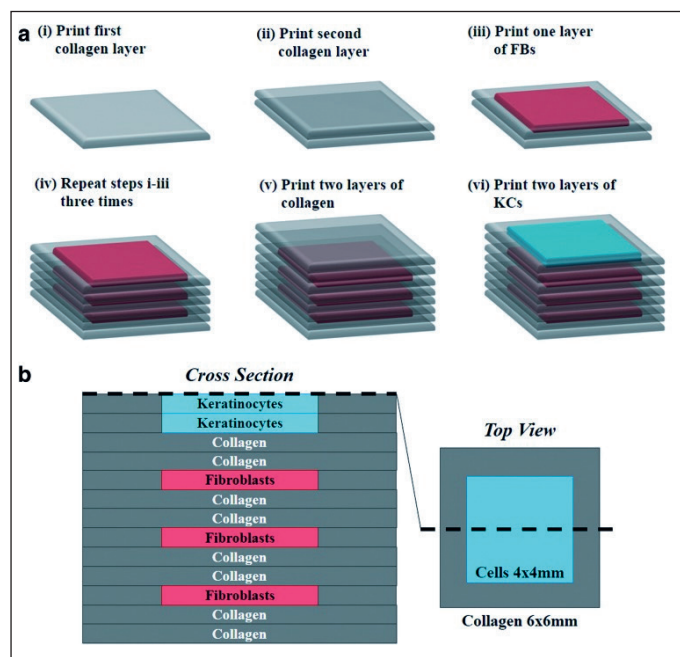 a
(i) Print first
collagen layer
(ii) Print second
collagen layer
(iii) Print one layer
of FBs
(iv) Repeat steps i-iii
three times
(v) Print two layers of
collagen
(vi) Print two layers of
KCs
b
Cross Section
Keratinocytes
Keratinocytes
Collagen
Collagen
Fibroblasts
Collagen
Collagen
Fibroblasts
Collagen
Collagen
Fibroblasts
Collagen
Collagen
Top View
Cells 4x4mm
Collagen 6x6mm